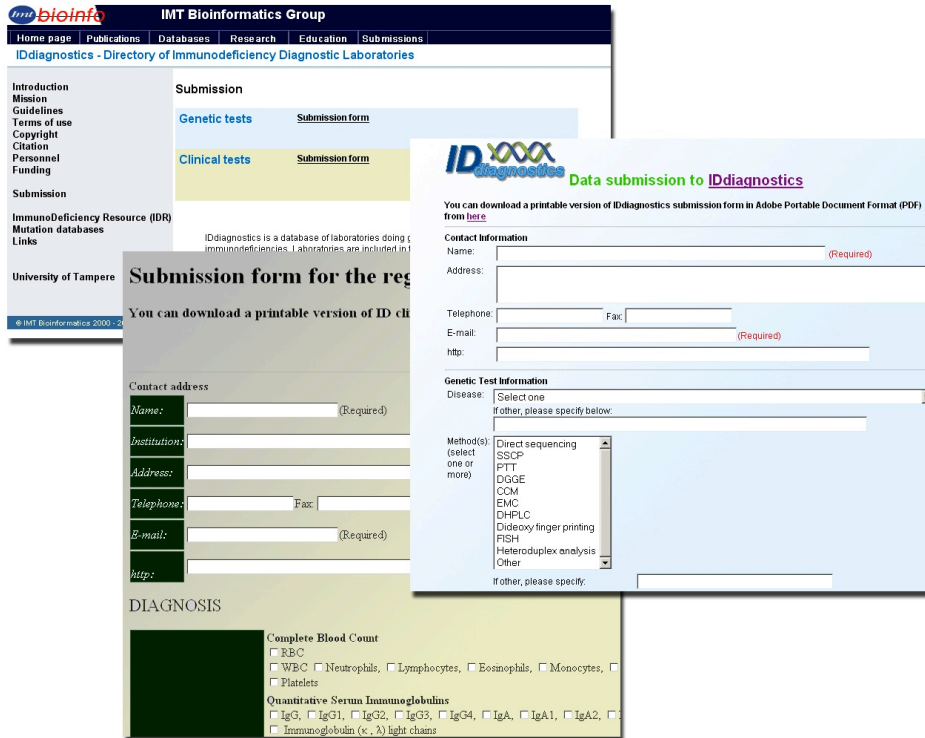 imt bioinfo
IMT Bioinformatics Group
Home page Publications Databases Research Education Submissions
IDdiagnostics - Directory of Immunodeficiency Diagnostic Laboratories
Introduction
Mission
Guidelines
Terms of use
Copyright
Citation
Personnel
Funding
Submission
ImmunoDeficiency Resource (IDR)
Mutation databases
Links
University of Tampere
© IMT Bioinformatics 2000 -
Submission
Genetic tests Submission form
Clinical tests Submission form
IDdiagnostics is a database of laboratories doing
immunodeficiencies. Laboratories are included in
Submission form for the reg
You can download a printable version of ID cli
Contact address
Name: (Required)
Institution:
Address:
Telephone: Fax:
E-mail: (Required)
http:
DIAGNOSIS
Complete Blood Count
RBC
WBC Neutrophils, Lymphocytes, Eosinophils, Monocytes,
Platelets
Quantitative Serum Immunoglobulins
IgG, IgG1, IgG2, IgG3, IgG4, IgA, IgA1, IgA2,
Immunoglobulin (κ , λ) light chains
ID diagnostics
Data submission to IDdiagnostics
You can download a printable version of IDdiagnostics submission form in Adobe Portable Document Format (PDF)
from here
Contact Information
Name: (Required)
Address:
Telephone: Fax:
E-mail: (Required)
http:
Genetic Test Information
Disease: Select one
If other, please specify below:
Method(s):
(select
one or
more)
Direct sequencing
SSCP
PTT
DGGE
CCM
EMC
DHPLC
Dideoxy finger printing
FISH
Heteroduplex analysis
Other
If other, please specify: